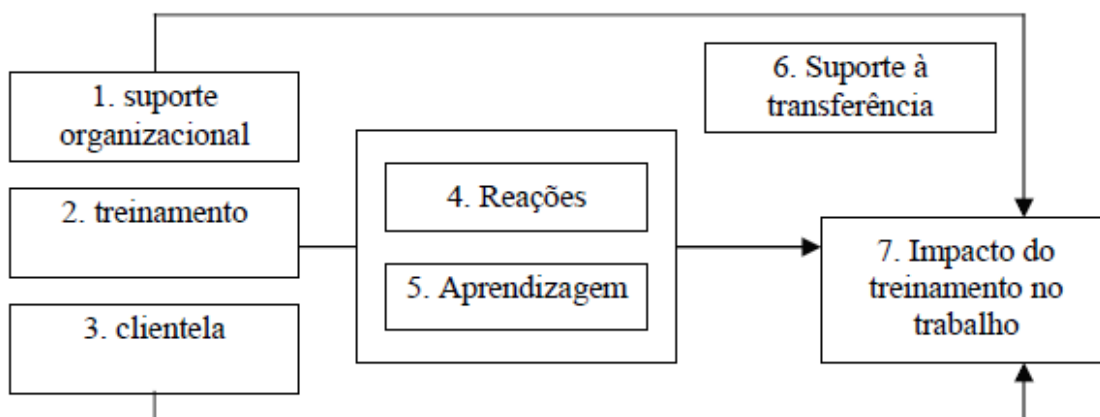 1. suporte
organizacional
2. treinamento
3. clientela
4. Reações
5. Aprendizagem
6. Suporte à
transferência
7. Impacto do
treinamento no
trabalho